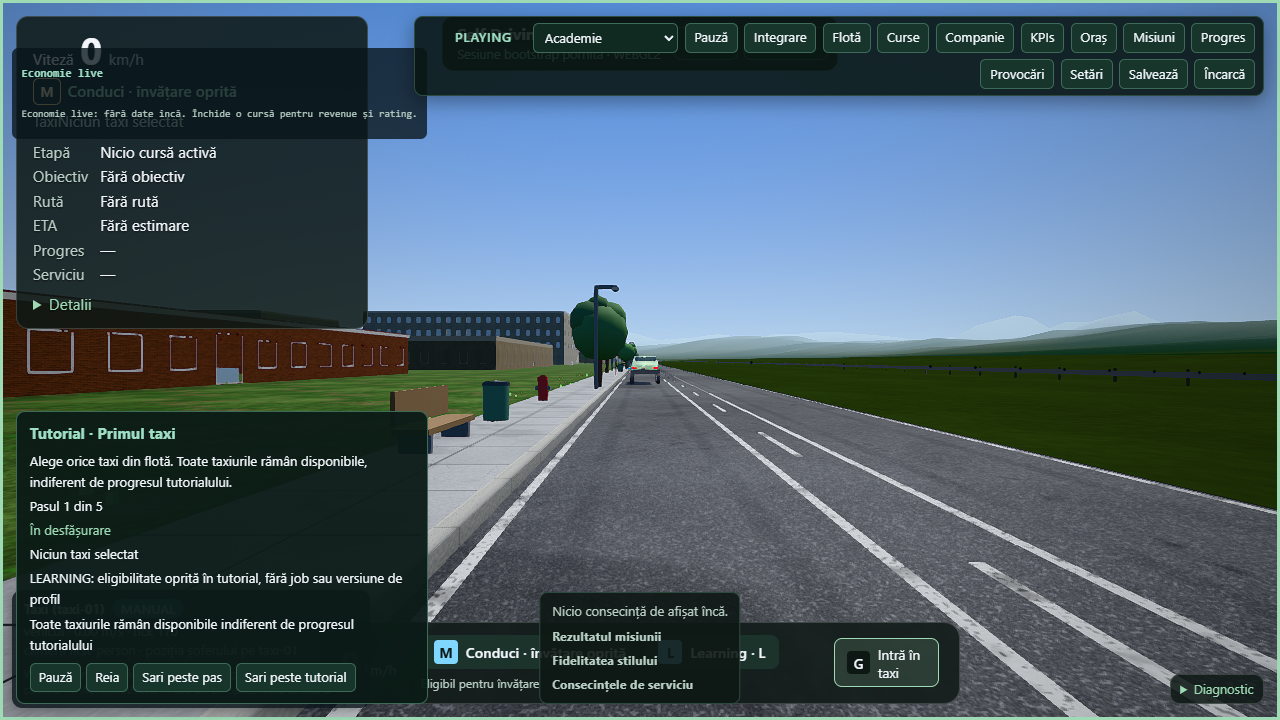 Viteză 0 km/h
Economie live
M Conduci · învățare oprită
Economie live: fără date încă. Închide o cursă pentru revenue și rating.
Taxi Niciun taxi selectat
Etapă Nicio cursă activă
Obiectiv Fără obiectiv
Rută Fără rută
ETA Fără estimare
Progres —
Serviciu —
▶ Detalii
PLAYING Academie Pauză Integrare Flotă Curse Companie KPIs Oraș Misiuni Progres
Provocări Setări Salvează Încarcă
Tutorial · Primul taxi
Alege orice taxi din flotă. Toate taxiurile rămân disponibile,
indiferent de progresul tutorialului.
Pasul 1 din 5
În desfășurare
Niciun taxi selectat
LEARNING: eligibilitate oprită în tutorial, fără job sau versiune de
profil
Toate taxiurile rămân disponibile indiferent de progresul
tutorialului
Pauză Reia Sari peste pas Sari peste tutorial
M Conduci · învățare oprită
L Learning · L
Nicio consecință de afișat încă.
Rezultatul misiunii
Fidelitatea stilului
Consecințele de serviciu
G Intră în
taxi
▶ Diagnostic